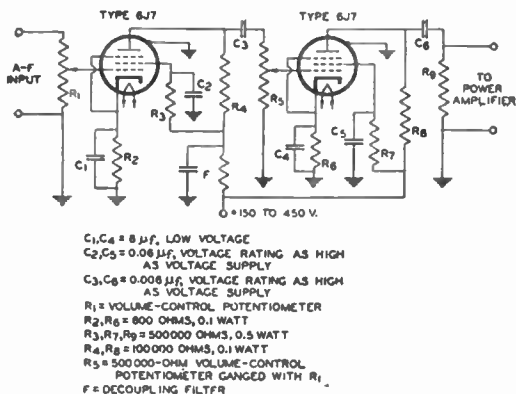 TYPE 6J7
TYPE 6J7
A-F
INPUT
R1
C1
R2
R3
C2
R4
F
C3
R5
C4
R6
C5
R7
R8
C6
R9
TO
POWER
AMPLIFIER
+150 TO 450 V.
C1,C4 = 8 µf, LOW VOLTAGE
C2,C5 = 0.06 µf, VOLTAGE RATING AS HIGH
AS VOLTAGE SUPPLY
C3,C6 = 0.006 µf, VOLTAGE RATING AS HIGH
AS VOLTAGE SUPPLY
R1 = VOLUME-CONTROL POTENTIOMETER
R2,R6 = 600 OHMS, 0.1 WATT
R3,R7,R9 = 500000 OHMS, 0.5 WATT
R4,R8 = 100000 OHMS, 0.1 WATT
R5 = 500000-OHM VOLUME-CONTROL
POTENTIOMETER GANGED WITH R1
F = DECOUPLING FILTER